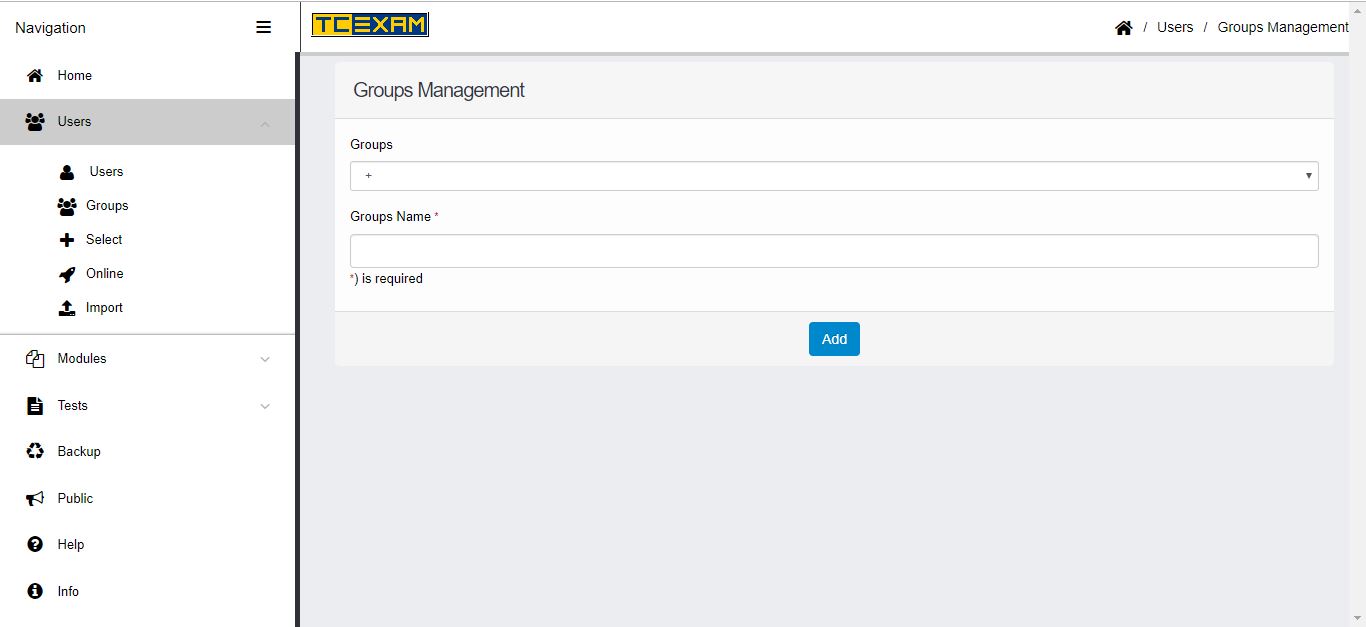 Navigation
TCEXAM
/ Users / Groups Management
Home
Users
Users
Groups
Select
Online
Import
Modules
Tests
Backup
Public
Help
Info
Groups Management
Groups
+
Groups Name *
*) is required
Add